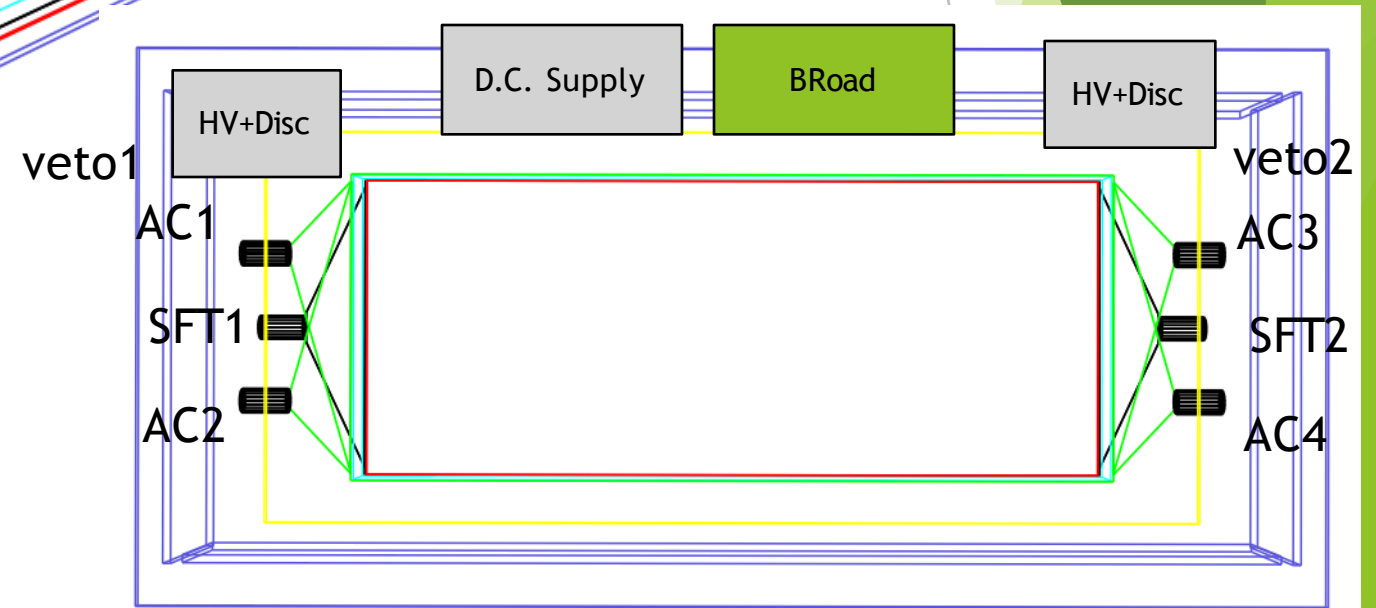 D.C. Supply
BRoad
HV+Disc
HV+Disc
veto1
veto2
AC1
AC3
SFT1
SFT2
AC2
AC4